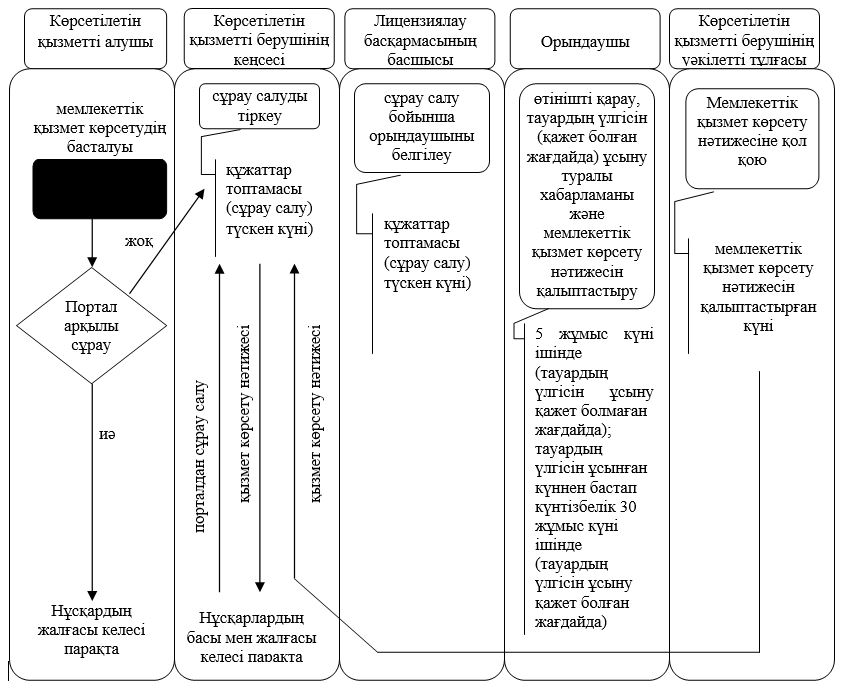 Көрсетілетін
қызметті алушы
Көрсетілетін
қызметті берушінің
кеңсесі
Лицензиялау
басқармасының
басшысы
Орындаушы
Көрсетілетін
қызметті берушінің
уәкілетті тұлғасы
мемлекеттік
қызмет көрсетудің
басталуы
жоқ
Портал
арқылы
сұрау
иә
Нұсқардың
жалғасы келесі
парақта
сұрау салуды
тіркеу
құжаттар
топтамасы
(сұрау салу)
түскен күні)
порталдан сұрау салу
қызмет көрсету нәтижесі
қызмет көрсету нәтижесі
Нұсқарлардың
басы мен жалғасы
келесі парақта
сұрау салу
бойынша
орындаушыны
белгілеу
құжаттар
топтамасы
(сұрау салу)
түскен күні)
өтінішті қарау,
тауардың үлгісін
(қажет болған
жағдайда) ұсыну
туралы
хабарламаны
және
мемлекеттік
қызмет көрсету
нәтижесін
қалыптастыру
5 жұмыс күні
ішінде
(тауардың
үлгісін ұсыну
қажет болмаған
жағдайда);
тауардың
үлгісін ұсынған
күннен бастап
күнтізбелік 30
жұмыс күні
ішінде
(тауардың
үлгісін ұсыну
қажет болған
жағдайда)
Мемлекеттік
қызмет көрсету
нәтижесіне қол
қою
мемлекеттік
қызмет көрсету
нәтижесін
қалыптастырған
күні